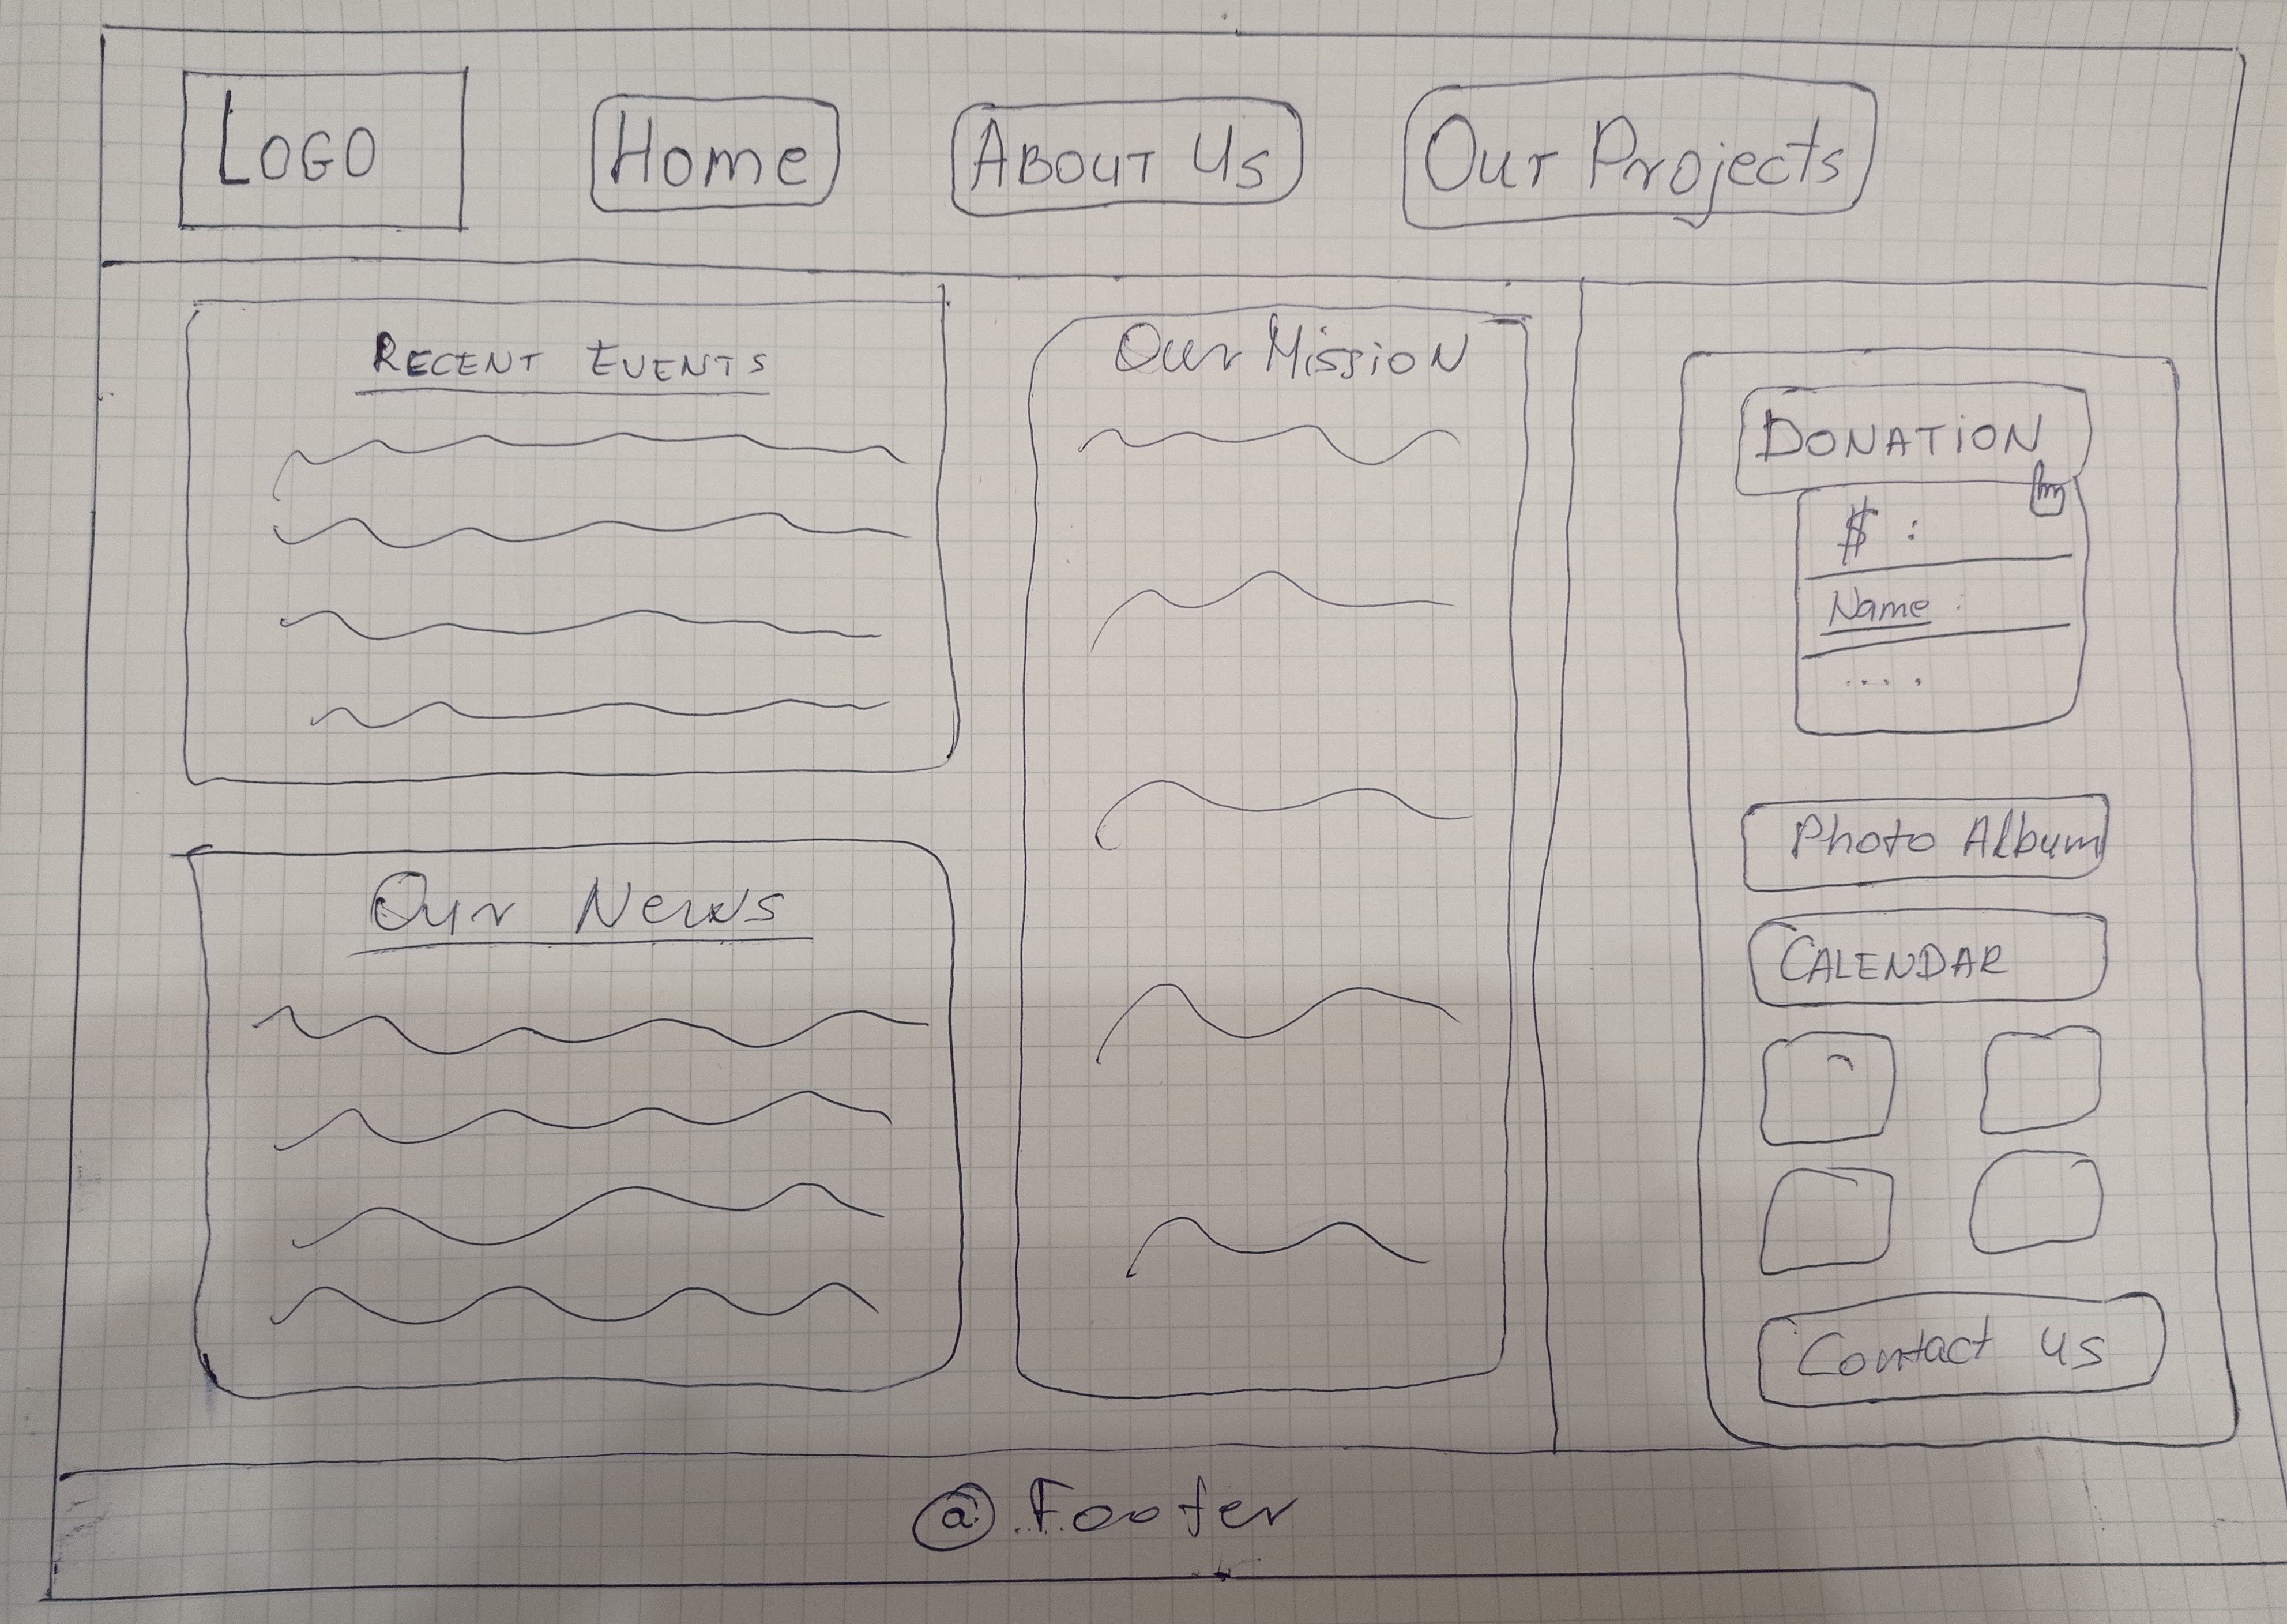 LOGO
Home
ABOUT US
Our Projects
RECENT EVENTS
Our News
Our Mission
DONATION
$ :
Name :
....
Photo Album
CALENDAR
Contact us
@ Footer